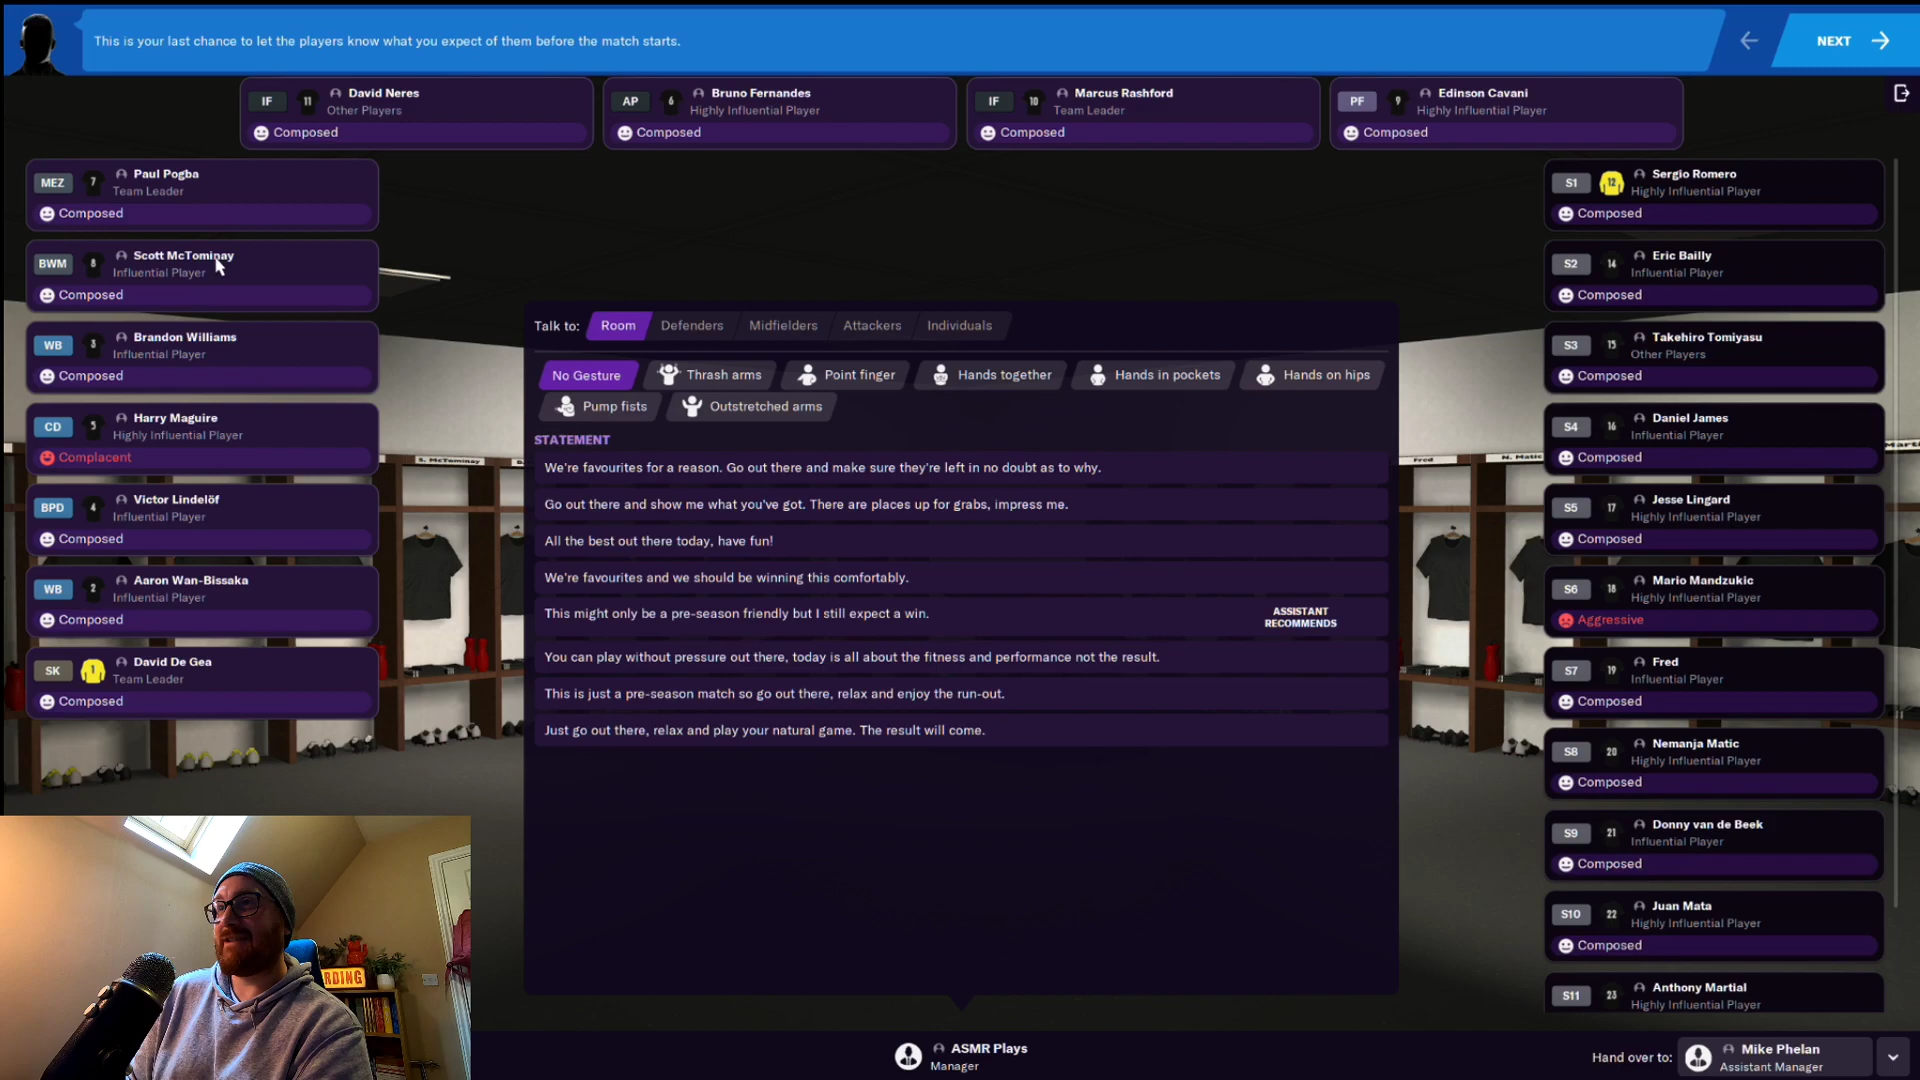 This is your last chance to let the players know what you expect of them before the match starts.
NEXT
IF 11 David Neres
Other Players
Composed
AP 6 Bruno Fernandes
Highly Influential Player
Composed
IF 10 Marcus Rashford
Team Leader
Composed
PF 9 Edinson Cavani
Highly Influential Player
Composed
MEZ 7 Paul Pogba
Team Leader
Composed
BWM 8 Scott McTominay
Influential Player
Composed
WB 3 Brandon Williams
Influential Player
Composed
CD 5 Harry Maguire
Highly Influential Player
Complacent
BPD 4 Victor Lindelöf
Influential Player
Composed
WB 2 Aaron Wan-Bissaka
Influential Player
Composed
SK 1 David De Gea
Team Leader
Composed
S. McTominay
Talk to: Room Defenders Midfielders Attackers Individuals
No Gesture Thrash arms Point finger Hands together Hands in pockets Hands on hips
Pump fists Outstretched arms
STATEMENT
We're favourites for a reason. Go out there and make sure they're left in no doubt as to why.
Go out there and show me what you've got. There are places up for grabs, impress me.
All the best out there today, have fun!
We're favourites and we should be winning this comfortably.
This might only be a pre-season friendly but I still expect a win.
ASSISTANT
RECOMMENDS
You can play without pressure out there, today is all about the fitness and performance not the result.
This is just a pre-season match so go out there, relax and enjoy the run-out.
Just go out there, relax and play your natural game. The result will come.
Fred
N. Matic
S1 12 Sergio Romero
Highly Influential Player
Composed
S2 14 Eric Bailly
Influential Player
Composed
S3 15 Takehiro Tomiyasu
Other Players
Composed
S4 16 Daniel James
Influential Player
Composed
S5 17 Jesse Lingard
Highly Influential Player
Composed
S6 18 Mario Mandzukic
Highly Influential Player
Aggressive
S7 19 Fred
Influential Player
Composed
S8 20 Nemanja Matic
Highly Influential Player
Composed
S9 21 Donny van de Beek
Influential Player
Composed
S10 22 Juan Mata
Highly Influential Player
Composed
S11 23 Anthony Martial
Highly Influential Player
RDING
ASMR Plays
Manager
Hand over to: Mike Phelan
Assistant Manager